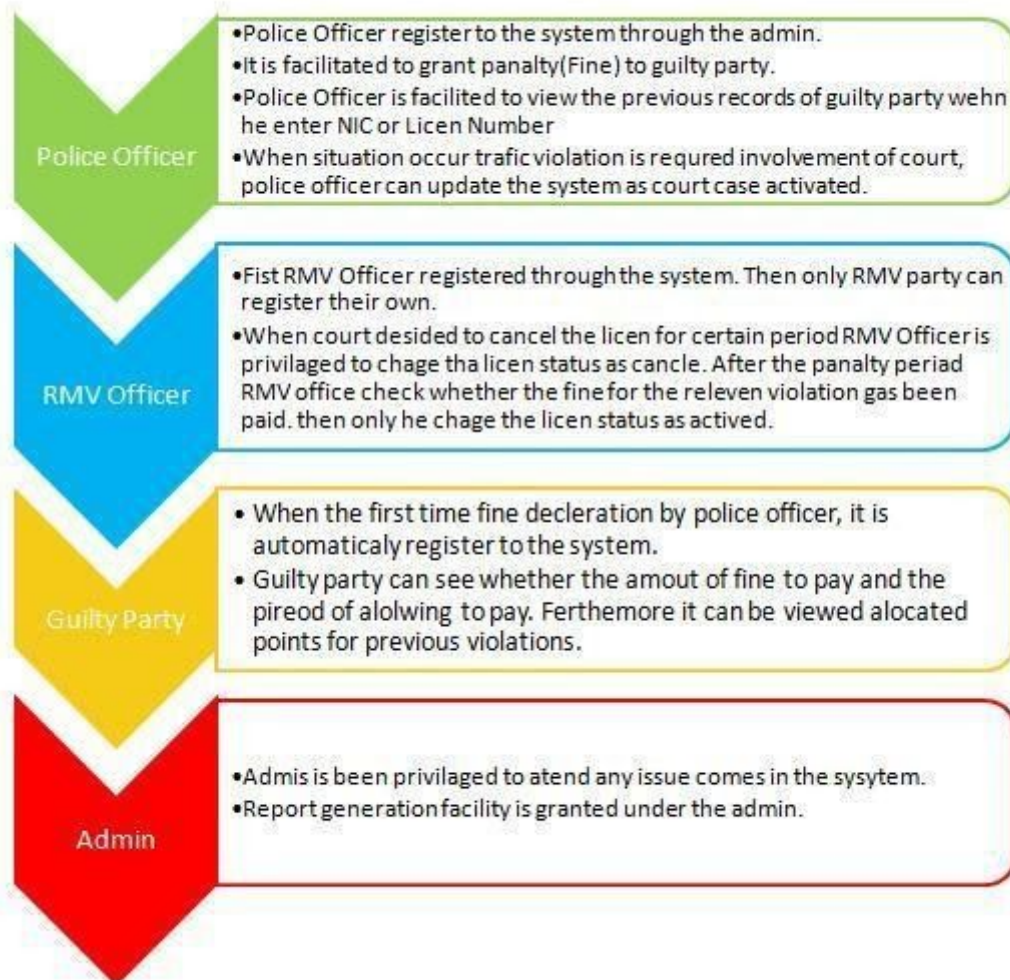 Police Officer
•Police Officer register to the system through the admin.
•It is facilitated to grant panalty(Fine) to guilty party.
•Police Officer is facilited to view the previous records of guilty party wehn
he enter NIC or Licen Number
•When situation occur trafic violation is requred involvement of court,
police officer can update the system as court case activated.
RMV Officer
•Fist RMV Officer registered through the system. Then only RMV party can
register their own.
•When court desided to cancel the licen for certain period RMV Officer is
privilaged to chage tha licen status as cancle. After the panalty periad
RMV office check whether the fine for the releven violation gas been
paid. then only he chage the licen status as actived.
Guilty Party
• When the first time fine decleration by police officer, it is
automaticaly register to the system.
• Guilty party can see whether the amout of fine to pay and the
pireod of alolwing to pay. Ferthemore it can be viewed alocated
points for previous violations.
Admin
•Admis is been privilaged to atend any issue comes in the sysytem.
•Report generation facility is granted under the admin.